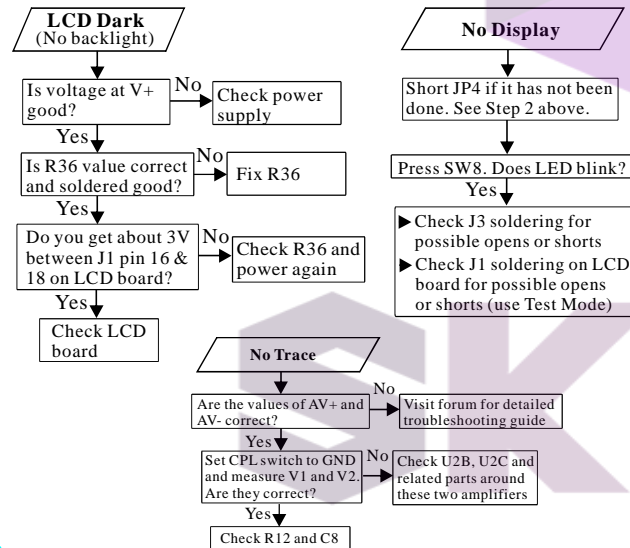 LCD Dark
(No backlight)
Is voltage at V+
good?
No
Check power
supply
Yes
Is R36 value correct
and soldered good?
No
Fix R36
Yes
Do you get about 3V
between J1 pin 16 &
18 on LCD board?
No
Check R36 and
power again
Yes
Check LCD
board
No Display
Short JP4 if it has not been
done. See Step 2 above.
Press SW8. Does LED blink?
Yes
▶ Check J3 soldering for
possible opens or shorts
▶ Check J1 soldering on LCD
board for possible opens
or shorts (use Test Mode)
No Trace
Are the values of AV+ and
AV- correct?
No
Visit forum for detailed
troubleshooting guide
Yes
Set CPL switch to GND
and measure V1 and V2.
Are they correct?
No
Check U2B, U2C and
related parts around
these two amplifiers
Yes
Check R12 and C8
SK